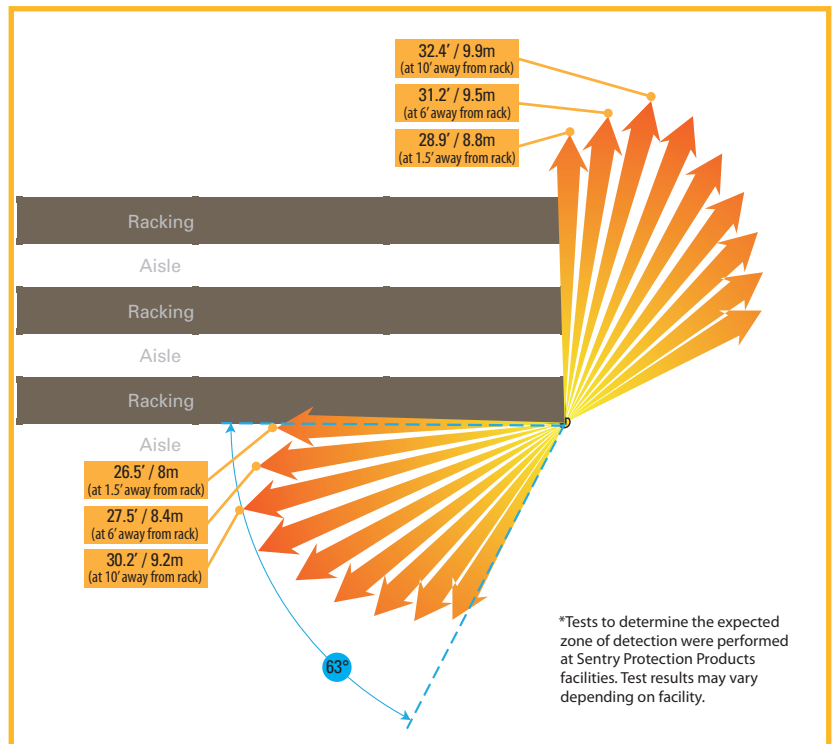 32.4′ / 9.9m
(at 10′ away from rack)
31.2′ / 9.5m
(at 6′ away from rack)
28.9′ / 8.8m
(at 1.5′ away from rack)
Racking
Aisle
Racking
Aisle
Racking
Aisle
26.5′ / 8m
(at 1.5′ away from rack)
27.5′ / 8.4m
(at 6′ away from rack)
30.2′ / 9.2m
(at 10′ away from rack)
63°
*Tests to determine the expected
zone of detection were performed
at Sentry Protection Products
facilities. Test results may vary
depending on facility.